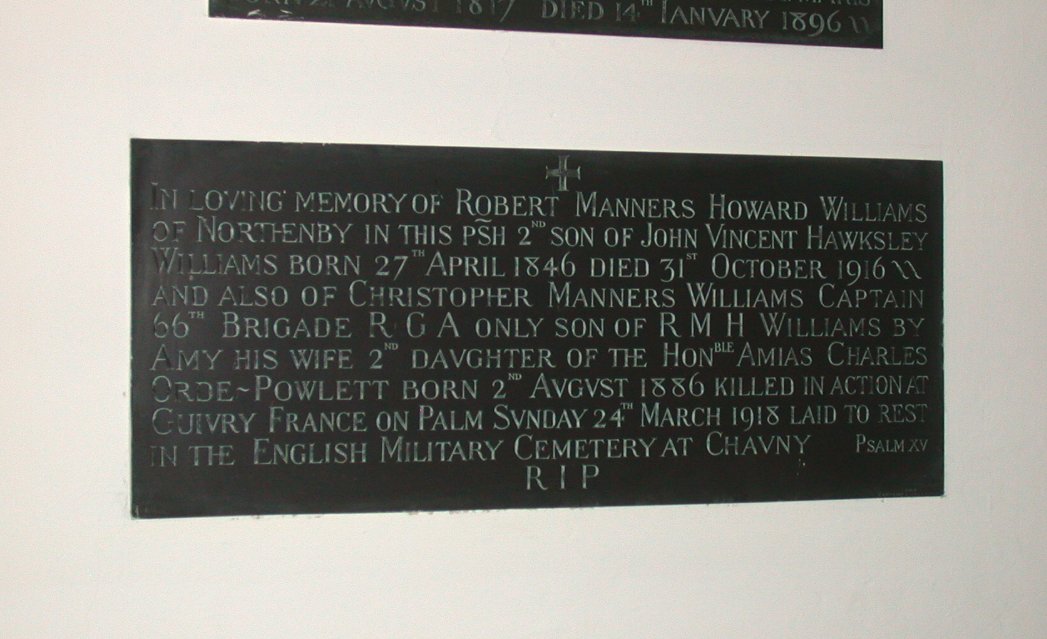 AVGVST 1817 DIED 14TH IANVARY 1896
IN LOVING MEMORY OF ROBERT MANNERS HOWARD WILLIAMS
OF NORTHENBY IN THIS PS̃H 2ND SON OF JOHN VINCENT HAWKSLEY
WILLIAMS BORN 27TH APRIL 1846 DIED 31ST OCTOBER 1916
AND ALSO OF CHRISTOPHER MANNERS WILLIAMS CAPTAIN
66TH BRIGADE R G A ONLY SON OF R M H WILLIAMS BY
AMY HIS WIFE 2ND DAVGHTER OF THE HONBLE AMIAS CHARLES
ORDE~POWLETT BORN 2ND AVGVST 1886 KILLED IN ACTION AT
GUIVRY FRANCE ON PALM SVNDAY 24TH MARCH 1918 LAID TO REST
IN THE ENGLISH MILITARY CEMETERY AT CHAVNY PSALM XV
R I P